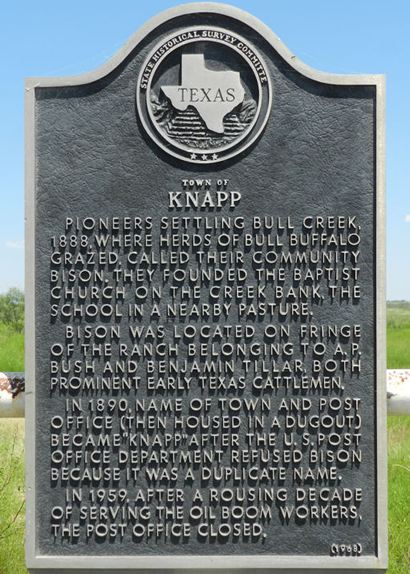 STATE HISTORICAL SURVEY COMMITTEE
TEXAS
TOWN OF
KNAPP
PIONEERS SETTLING BULL CREEK,
1888, WHERE HERDS OF BULL BUFFALO
GRAZED, CALLED THEIR COMMUNITY
BISON. THEY FOUNDED THE BAPTIST
CHURCH ON THE CREEK BANK, THE
SCHOOL IN A NEARBY PASTURE.
BISON WAS LOCATED ON FRINGE
OF THE RANCH BELONGING TO A. P.
BUSH AND BENJAMIN TILLAR, BOTH
PROMINENT EARLY TEXAS CATTLEMEN.
IN 1890, NAME OF TOWN AND POST
OFFICE (THEN HOUSED IN A DUGOUT)
BECAME "KNAPP" AFTER THE U. S. POST
OFFICE DEPARTMENT REFUSED BISON
BECAUSE IT WAS A DUPLICATE NAME.
IN 1959, AFTER A ROUSING DECADE
OF SERVING THE OIL BOOM WORKERS,
THE POST OFFICE CLOSED.
(1968)